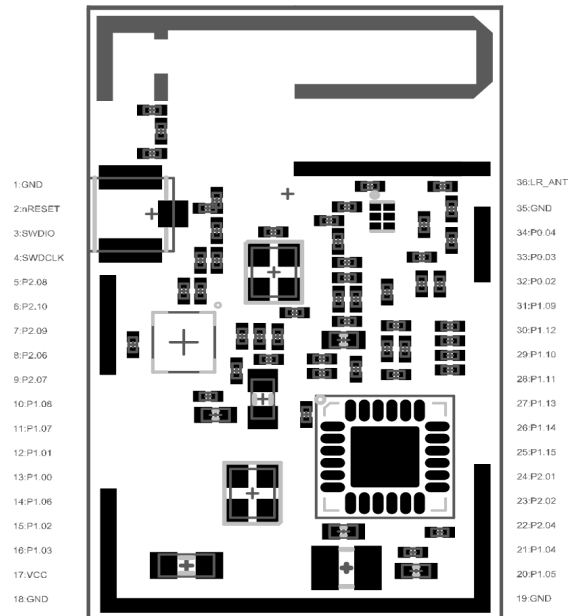 1:GND
2:nRESET
3:SWDIO
4:SWDCLK
5:P2.08
6:P2.10
7:P2.09
8:P2.06
9:P2.07
10:P1.06
11:P1.07
12:P1.01
13:P1.00
14:P1.06
15:P1.02
16:P1.03
17:VCC
18:GND
36:LR_ANT
35:GND
34:P0.04
33:P0.03
32:P0.02
31:P1.09
30:P1.12
29:P1.10
28:P1.11
27:P1.13
26:P1.14
25:P1.15
24:P2.01
23:P2.02
22:P2.04
21:P1.04
20:P1.05
19:GND